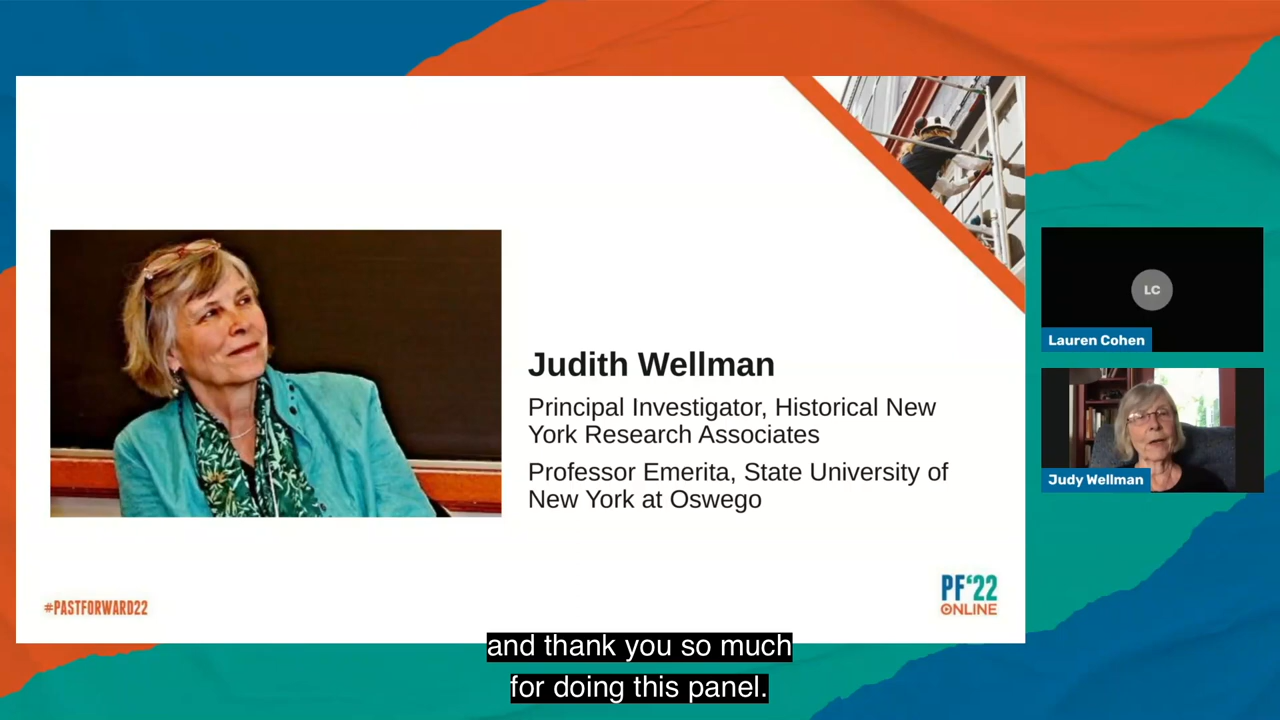 Judith Wellman
Principal Investigator, Historical New
York Research Associates
Professor Emerita, State University of
New York at Oswego
#PASTFORWARD22
PF‘22
ONLINE
LC
Lauren Cohen
Judy Wellman
and thank you so much
for doing this panel.